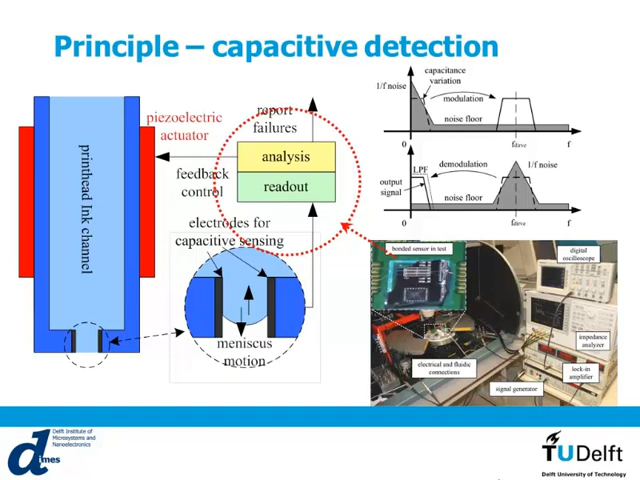 Principle – capacitive detection
piezoelectric
actuator
report
failures
analysis
readout
feedback
control
electrodes for
capacitive sensing
printhead Ink channel
meniscus
motion
capacitance
variation
1/f noise
modulation
noise floor
0
f
LPF
demodulation
1/f noise
output
signal
noise floor
0
f
bonded sensor in test
digital
oscilloscope
impedance
analyzer
lock-in
amplifier
electrical and fluidic
connections
signal generator
Delft Institute of
Microsystems and
Nanoelectronics
dimes
TUDelft
Delft University of Technology